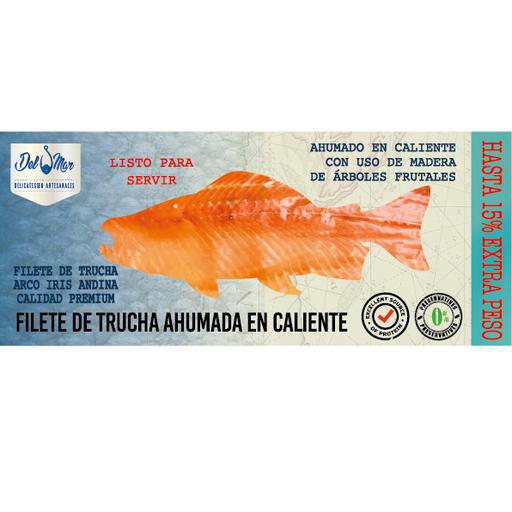 Del Mar
DELICATESSEN ARTESANALES
LISTO PARA
SERVIR
AHUMADO EN CALIENTE
CON USO DE MADERA
DE ÁRBOLES FRUTALES
HASTA 15% EXTRA PESO
FILETE DE TRUCHA
ARCO IRIS ANDINA
CALIDAD PREMIUM
FILETE DE TRUCHA AHUMADA EN CALIENTE
EXCELLENT SOURCE
OF PROTEIN
PRESERVATIVES
0%
PRESERVATIVES